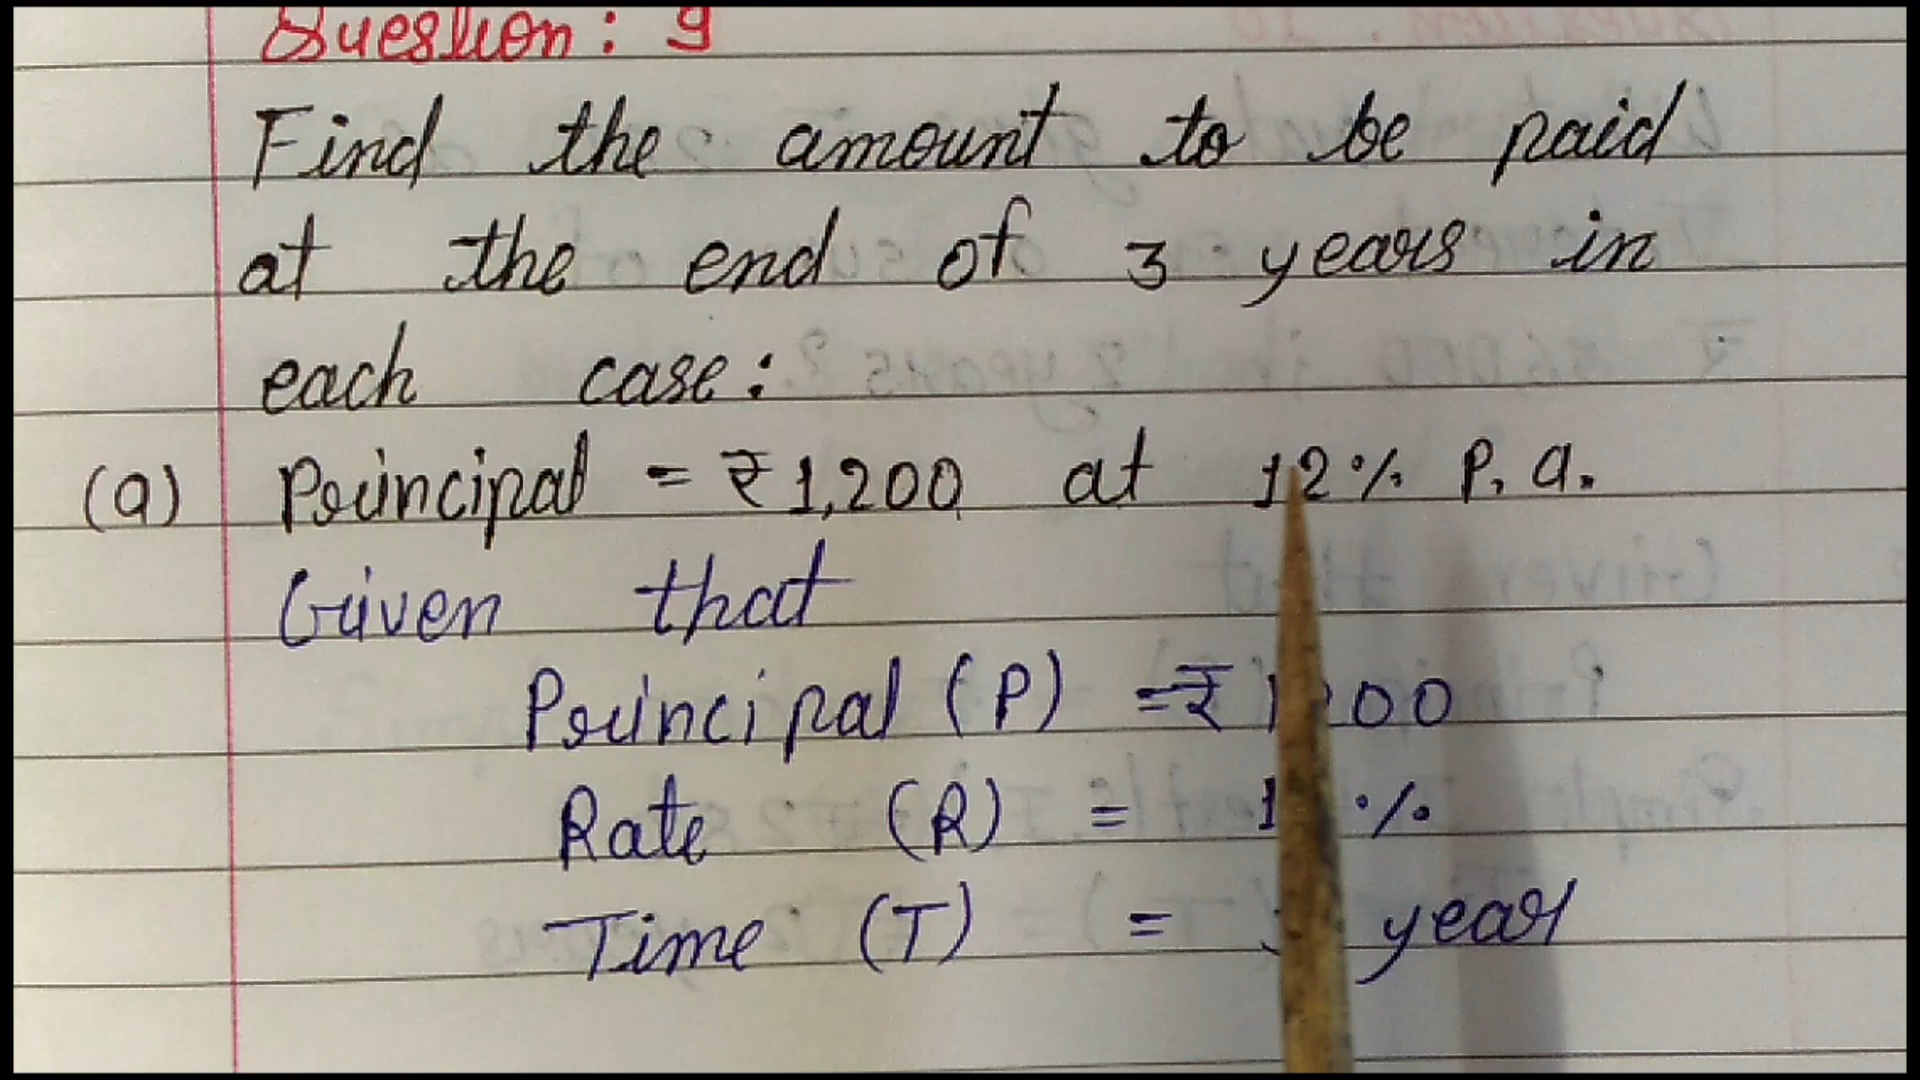 Question: 9
Find the amount to be paid
at the end of 3 years in
each case:
(a) Principal = ₹1,200 at 12% P.a.
Given that
Principal (P) =₹
Rate (R) = %
Time (T) = year